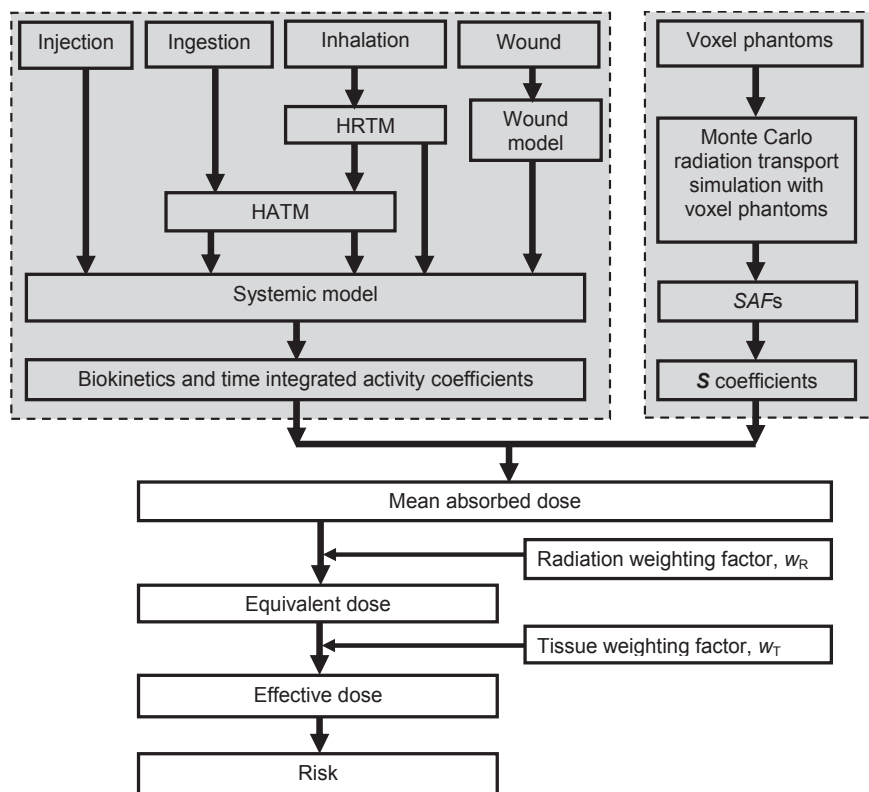 Injection
Ingestion
Inhalation
Wound
Voxel phantoms
HRTM
Wound
model
Monte Carlo
radiation transport
simulation with
voxel phantoms
HATM
Systemic model
SAFs
Biokinetics and time integrated activity coefficients
S coefficients
Mean absorbed dose
Radiation weighting factor, wR
Equivalent dose
Tissue weighting factor, wT
Effective dose
Risk